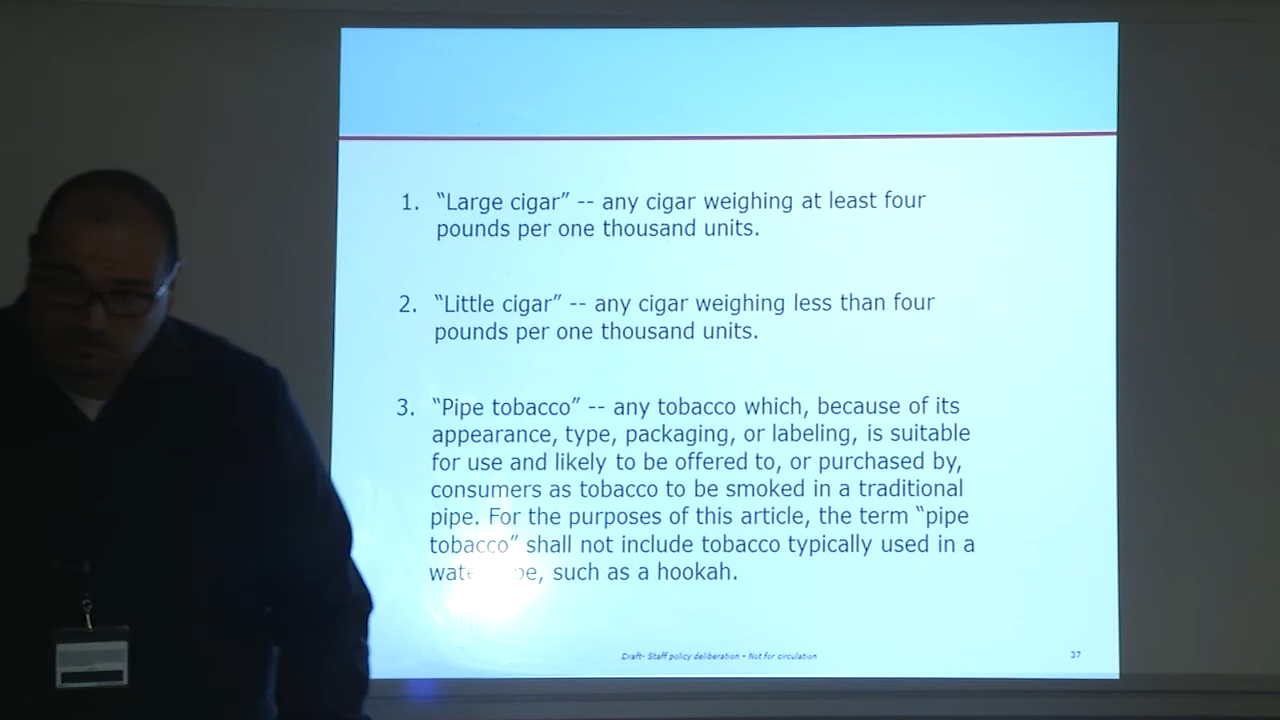 1. “Large cigar” -- any cigar weighing at least four
pounds per one thousand units.
2. “Little cigar” -- any cigar weighing less than four
pounds per one thousand units.
3. “Pipe tobacco” -- any tobacco which, because of its
appearance, type, packaging, or labeling, is suitable
for use and likely to be offered to, or purchased by,
consumers as tobacco to be smoked in a traditional
pipe. For the purposes of this article, the term “pipe
tobacco” shall not include tobacco typically used in a
such as a hookah.
Draft- Staff policy deliberation – Not for circulation
37